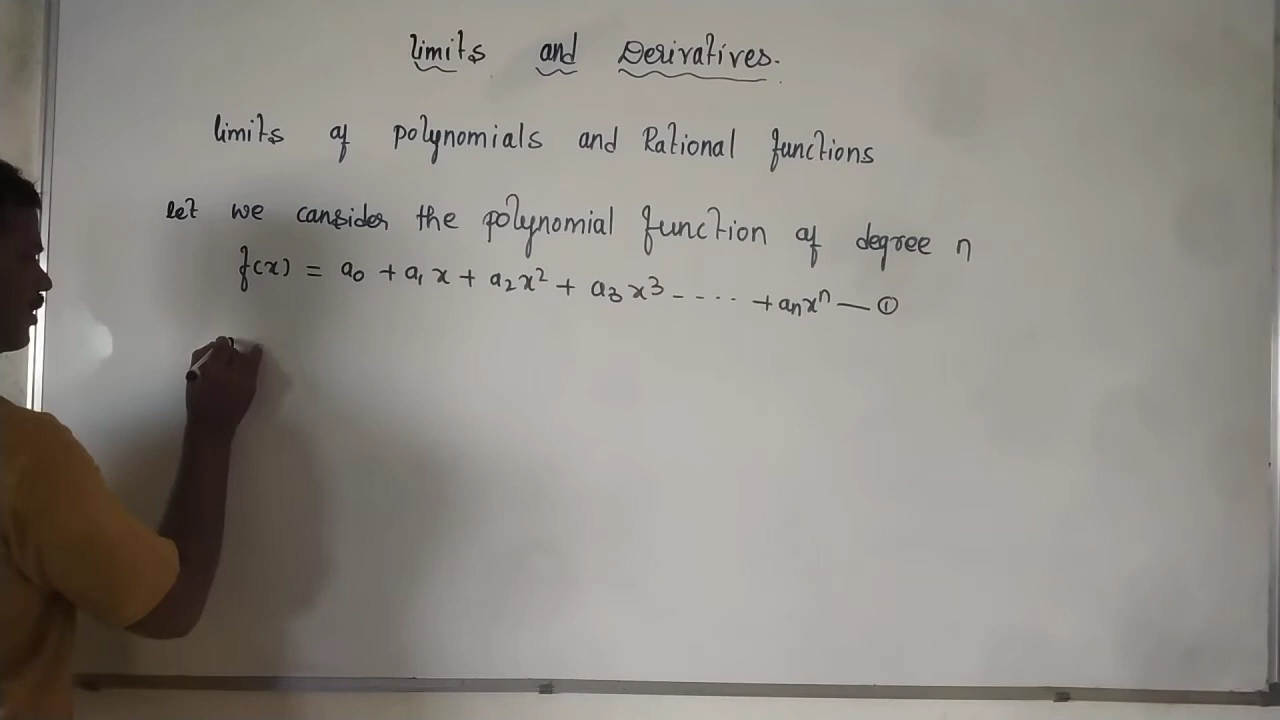 Limits and Derivatives.
limits of polynomials and Rational functions
let we consider the polynomial function of degree n
f(x) = a₀ + a₁x + a₂x² + a₃x³ - - - - - + aₙxⁿ — ①